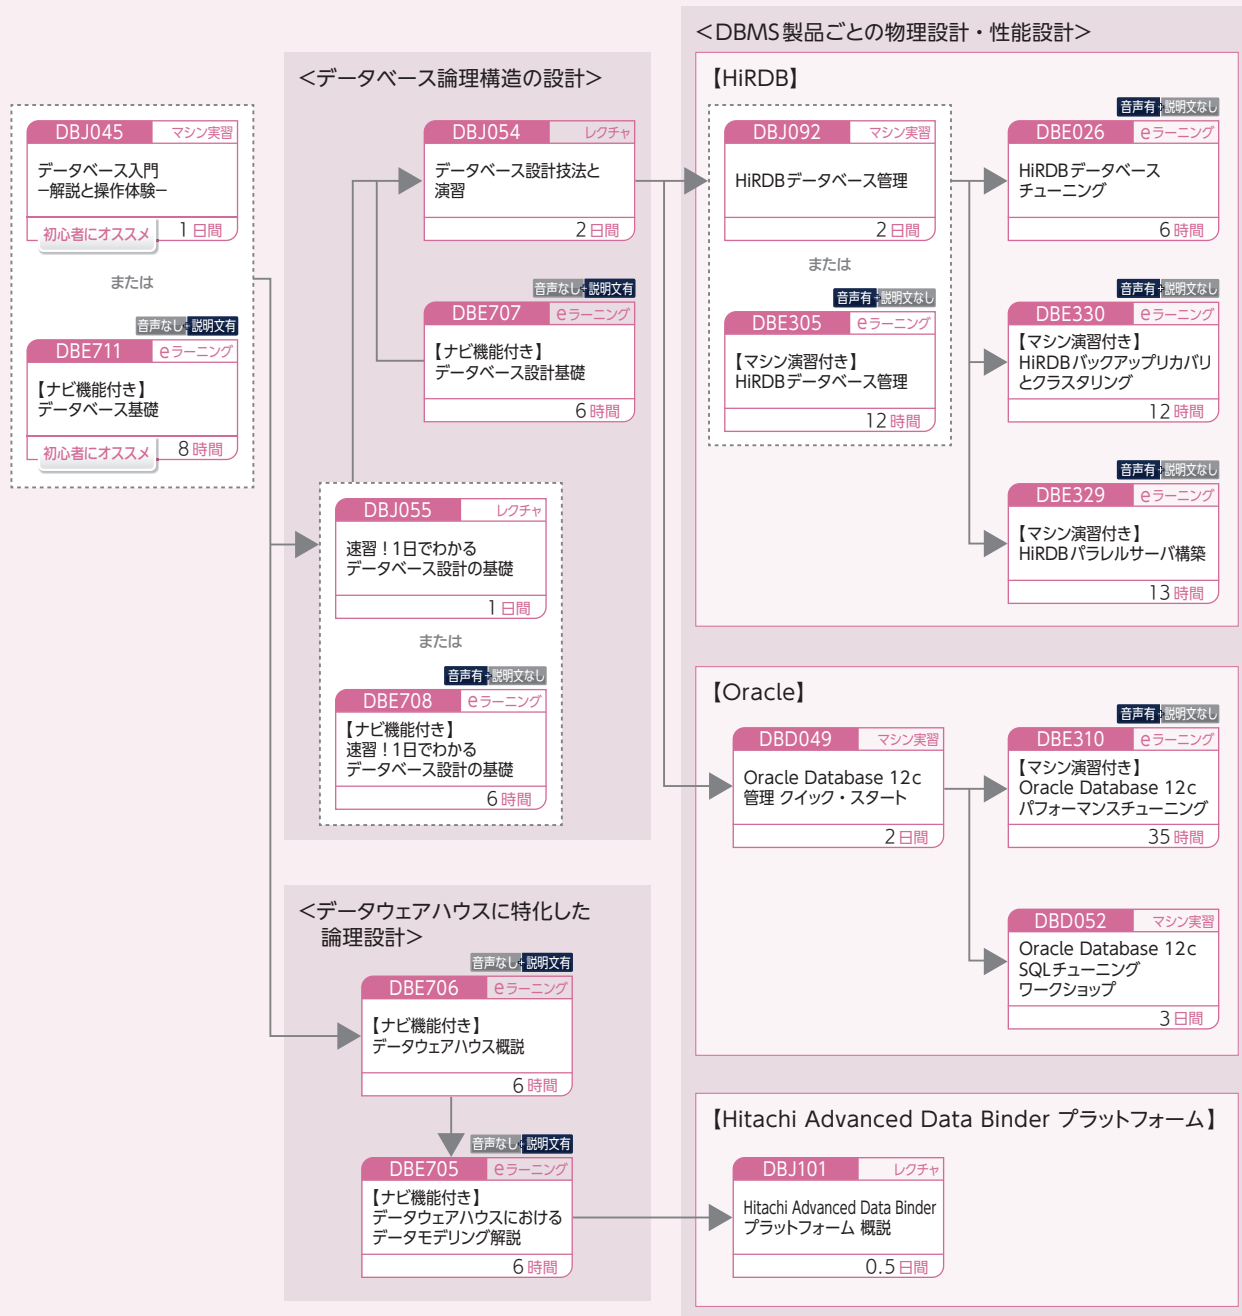 DBJ045 マシン実習
データベース入門
−解説と操作体験−
初心者にオススメ 1日間
または
音声なし+説明文有
DBE711 eラーニング
【ナビ機能付き】
データベース基礎
初心者にオススメ 8時間
<データベース論理構造の設計>
DBJ054 レクチャ
データベース設計技法と
演習
2日間
音声なし+説明文有
DBE707 eラーニング
【ナビ機能付き】
データベース設計基礎
6時間
DBJ055 レクチャ
速習！1日でわかる
データベース設計の基礎
1日間
または
音声有+説明文なし
DBE708 eラーニング
【ナビ機能付き】
速習！1日でわかる
データベース設計の基礎
6時間
<データウェアハウスに特化した
論理設計>
音声なし+説明文有
DBE706 eラーニング
【ナビ機能付き】
データウェアハウス概説
6時間
音声なし+説明文有
DBE705 eラーニング
【ナビ機能付き】
データウェアハウスにおける
データモデリング解説
6時間
<DBMS製品ごとの物理設計・性能設計>
【HiRDB】
DBJ092 マシン実習
HiRDBデータベース管理
2日間
または
音声有+説明文なし
DBE305 eラーニング
【マシン演習付き】
HiRDBデータベース管理
12時間
音声有+説明文なし
DBE026 eラーニング
HiRDBデータベース
チューニング
6時間
音声有+説明文なし
DBE330 eラーニング
【マシン演習付き】
HiRDBバックアップリカバリ
とクラスタリング
12時間
音声有+説明文なし
DBE329 eラーニング
【マシン演習付き】
HiRDBパラレルサーバ構築
13時間
【Oracle】
DBD049 マシン実習
Oracle Database 12c
管理 クイック・スタート
2日間
音声有+説明文なし
DBE310 eラーニング
【マシン演習付き】
Oracle Database 12c
パフォーマンスチューニング
35時間
DBD052 マシン実習
Oracle Database 12c
SQLチューニング
ワークショップ
3日間
【Hitachi Advanced Data Binder プラットフォーム】
DBJ101 レクチャ
Hitachi Advanced Data Binder
プラットフォーム 概説
0.5日間